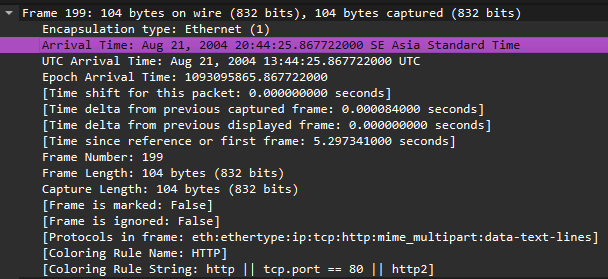 Frame 199: 104 bytes on wire (832 bits), 104 bytes captured (832 bits)
Encapsulation type: Ethernet (1)
Arrival Time: Aug 21, 2004 20:44:25.867722000 SE Asia Standard Time
UTC Arrival Time: Aug 21, 2004 13:44:25.867722000 UTC
Epoch Arrival Time: 1093095865.867722000
[Time shift for this packet: 0.000000000 seconds]
[Time delta from previous captured frame: 0.000084000 seconds]
[Time delta from previous displayed frame: 0.000000000 seconds]
[Time since reference or first frame: 5.297341000 seconds]
Frame Number: 199
Frame Length: 104 bytes (832 bits)
Capture Length: 104 bytes (832 bits)
[Frame is marked: False]
[Frame is ignored: False]
[Protocols in frame: eth:ethertype:ip:tcp:http:mime_multipart:data-text-lines]
[Coloring Rule Name: HTTP]
[Coloring Rule String: http || tcp.port == 80 || http2]